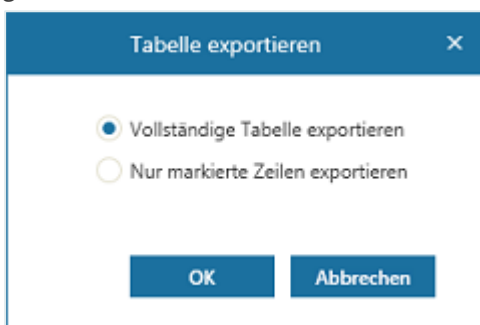 Tabelle exportieren
Vollständige Tabelle exportieren
Nur markierte Zeilen exportieren
OK Abbrechen